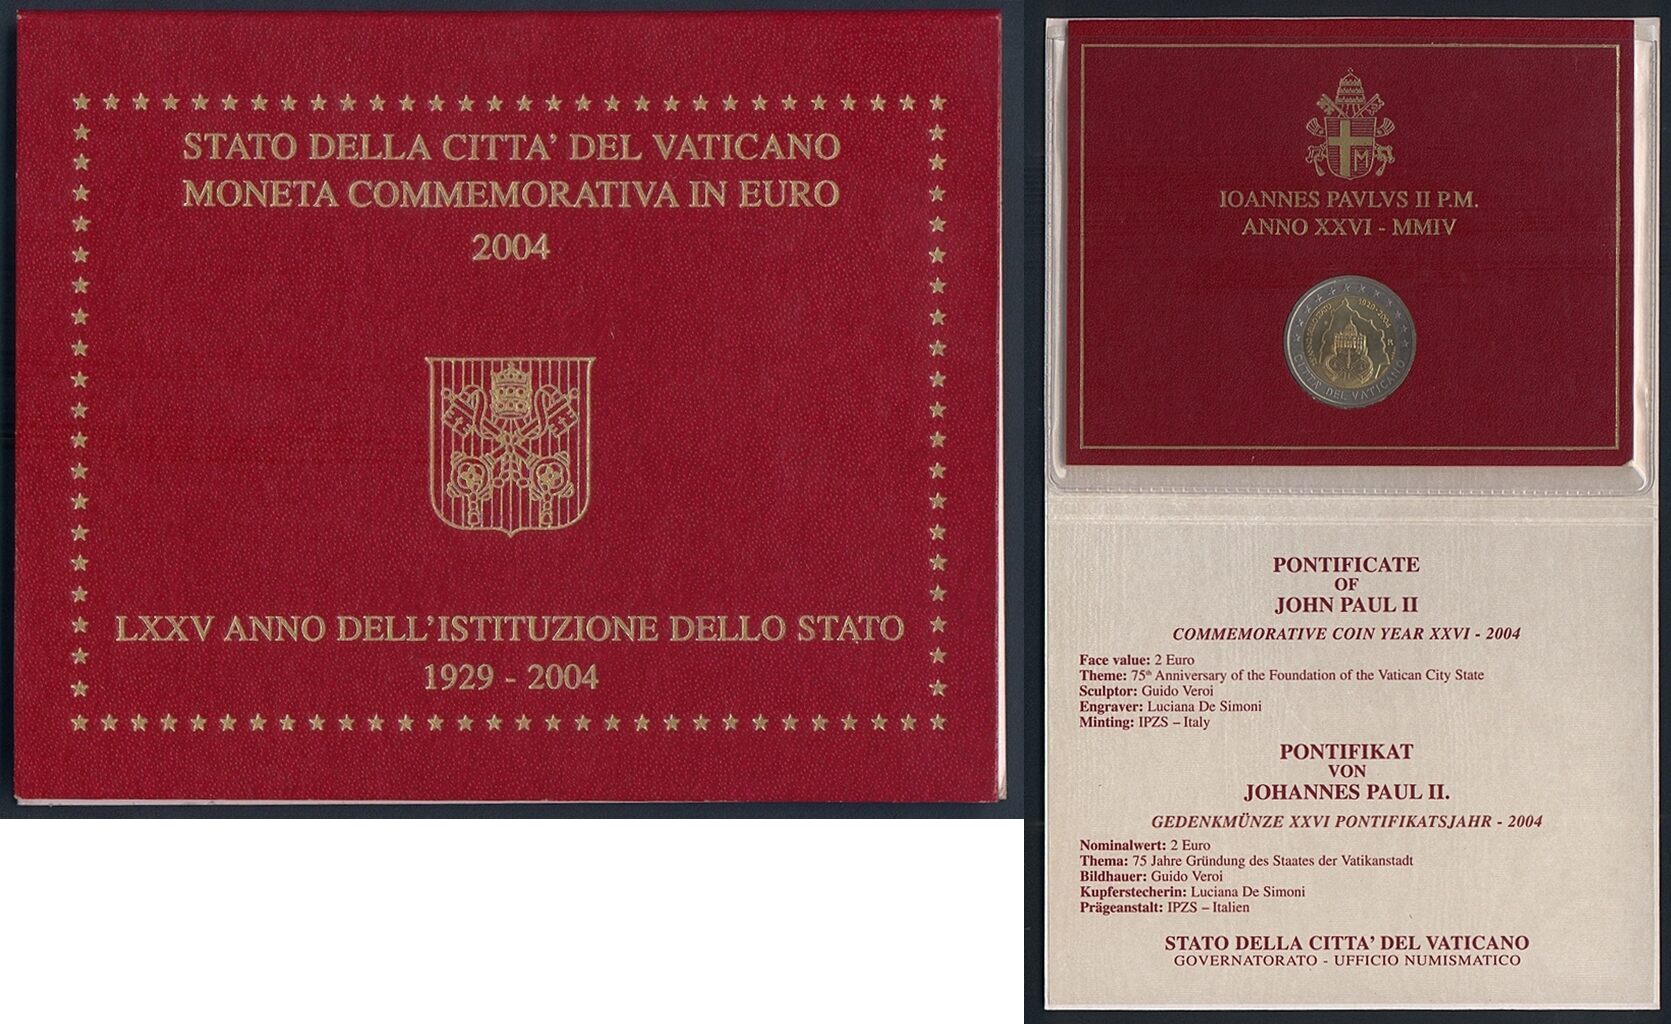 STATO DELLA CITTA' DEL VATICANO
MONETA COMMEMORATIVA IN EURO
2004
LXXV ANNO DELL'ISTITUZIONE DELLO STATO
1929 - 2004
IOANNES PAVLVS II P.M.
ANNO XXVI - MMIV
1929-2004
CITTA' DEL VATICANO
PONTIFICATE
OF
JOHN PAUL II
COMMEMORATIVE COIN YEAR XXVI - 2004
Face value: 2 Euro
Theme: 75th Anniversary of the Foundation of the Vatican City State
Sculptor: Guido Veroi
Engraver: Luciana De Simoni
Minting: IPZS – Italy
PONTIFIKAT
VON
JOHANNES PAUL II.
GEDENKMÜNZE XXVI PONTIFIKATSJAHR - 2004
Nominalwert: 2 Euro
Thema: 75 Jahre Gründung des Staates der Vatikanstadt
Bildhauer: Guido Veroi
Kupferstecherin: Luciana De Simoni
Prägeanstalt: IPZS – Italien
STATO DELLA CITTA' DEL VATICANO
GOVERNATORATO - UFFICIO NUMISMATICO